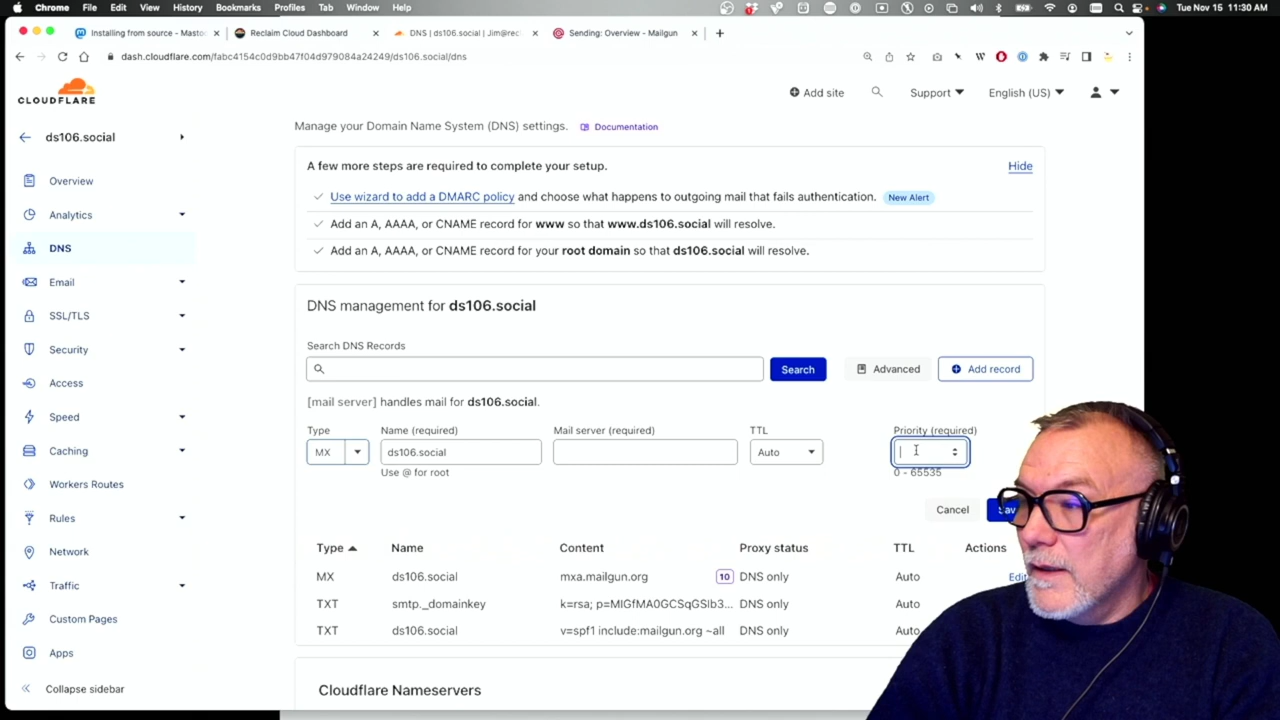 Chrome File Edit View History Bookmarks Profiles Tab Window Help Tue Nov 15 11:30 AM
Installing from source - Masto Reclaim Cloud Dashboard DNS | ds106.social | Jim@rec Sending: Overview - Mailgun
dash.cloudflare.com/fabc4154c0d9bb47f04d979084a24249/ds106.social/dns
CLOUDFLARE
Add site Support English (US)
ds106.social
Manage your Domain Name System (DNS) settings. Documentation
A few more steps are required to complete your setup. Hide
Overview
Use wizard to add a DMARC policy and choose what happens to outgoing mail that fails authentication. New Alert
Analytics
Add an A, AAAA, or CNAME record for www so that www.ds106.social will resolve.
DNS
Add an A, AAAA, or CNAME record for your root domain so that ds106.social will resolve.
Email
DNS management for ds106.social
SSL/TLS
Search DNS Records
Security
Search Advanced Add record
Access
[mail server] handles mail for ds106.social.
Speed
Type Name (required) Mail server (required) TTL Priority (required)
Caching
MX ds106.social Auto
Use @ for root 0 - 65535
Workers Routes
Cancel Sav
Rules
Type Name Content Proxy status TTL Actions
Network
MX ds106.social mxa.mailgun.org 10 DNS only Auto Edit
Traffic
TXT smtp._domainkey k=rsa; p=MIGfMA0GCSqGSIb3... DNS only Auto
Custom Pages
TXT ds106.social v=spf1 include:mailgun.org ~all DNS only Auto
Apps
Collapse sidebar
Cloudflare Nameservers